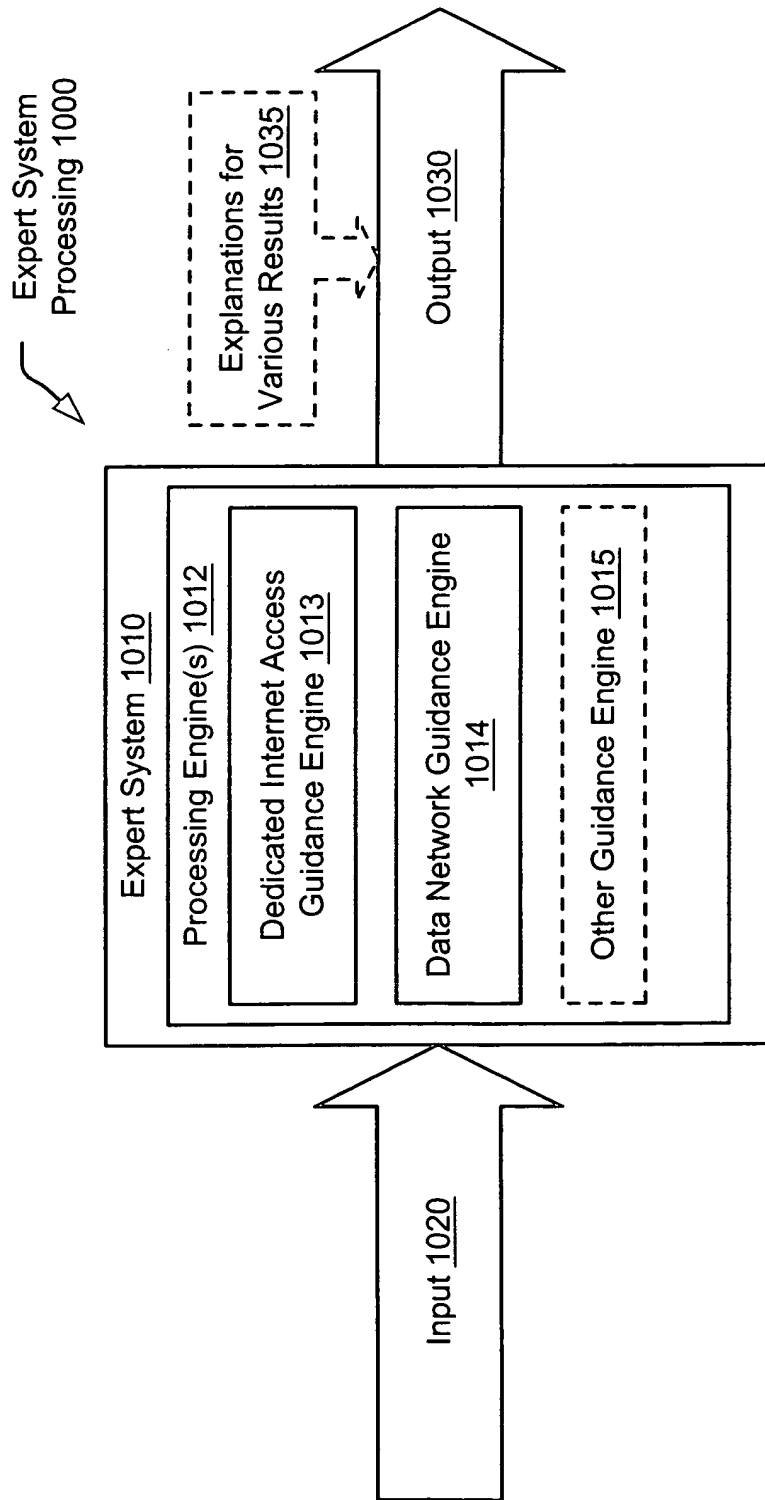 Expert System
Processing 1000
Input 1020
Expert System 1010
Processing Engine(s) 1012
Dedicated Internet Access
Guidance Engine 1013
Data Network Guidance Engine
1014
Other Guidance Engine 1015
Explanations for
Various Results 1035
Output 1030